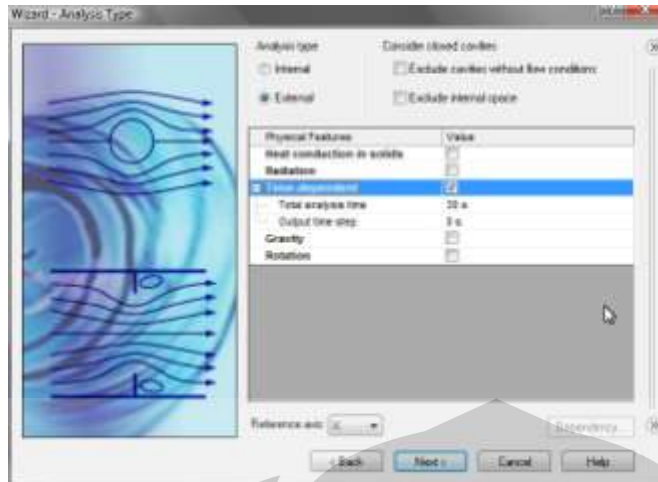 Wizard - Analysis Type
Analysis type
Consider closed cavities
Internal
Exclude cavities without flow conditions
External
Exclude internal space
Physical Features Value
Heat conduction in solids
Radiation
Time-dependent
Total analysis time 30 s
Output time step 0 s
Gravity
Rotation
Reference axis: X
Dependency
< Back
Next >
Cancel
Help